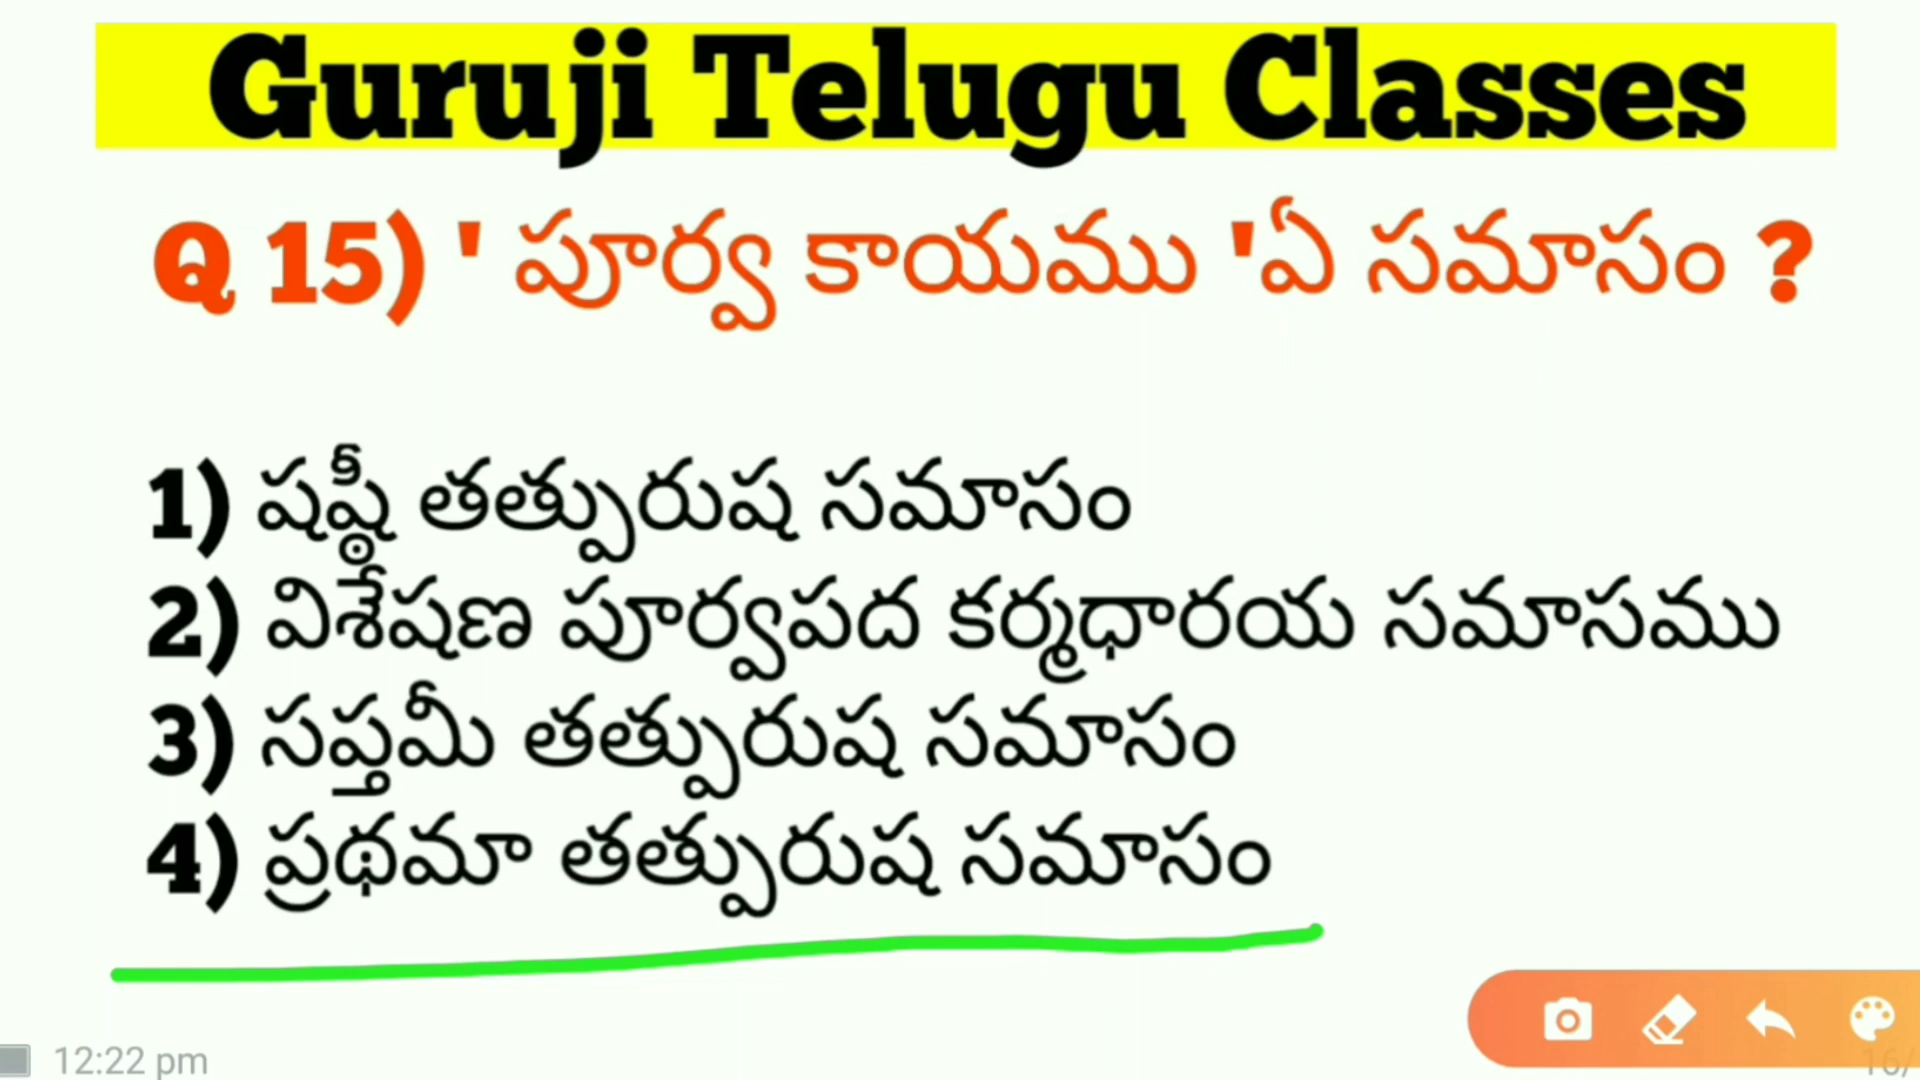 Guruji Telugu Classes
Q 15) ' పూర్వ కాయము 'ఏ సమాసం ?
1) షష్ఠీ తత్పురుష సమాసం
2) విశేషణ పూర్వపద కర్మధారయ సమాసము
3) సప్తమీ తత్పురుష సమాసం
4) ప్రథమా తత్పురుష సమాసం
12:22 pm
16/